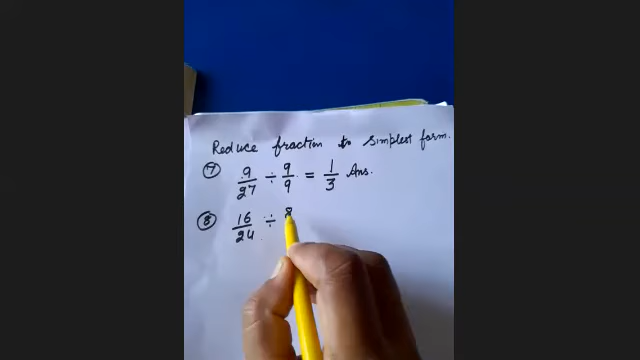 Reduce fraction to simplest form.
7 9/27 ÷ 9/9 = 1/3 Ans.
8 16/24 ÷ 8